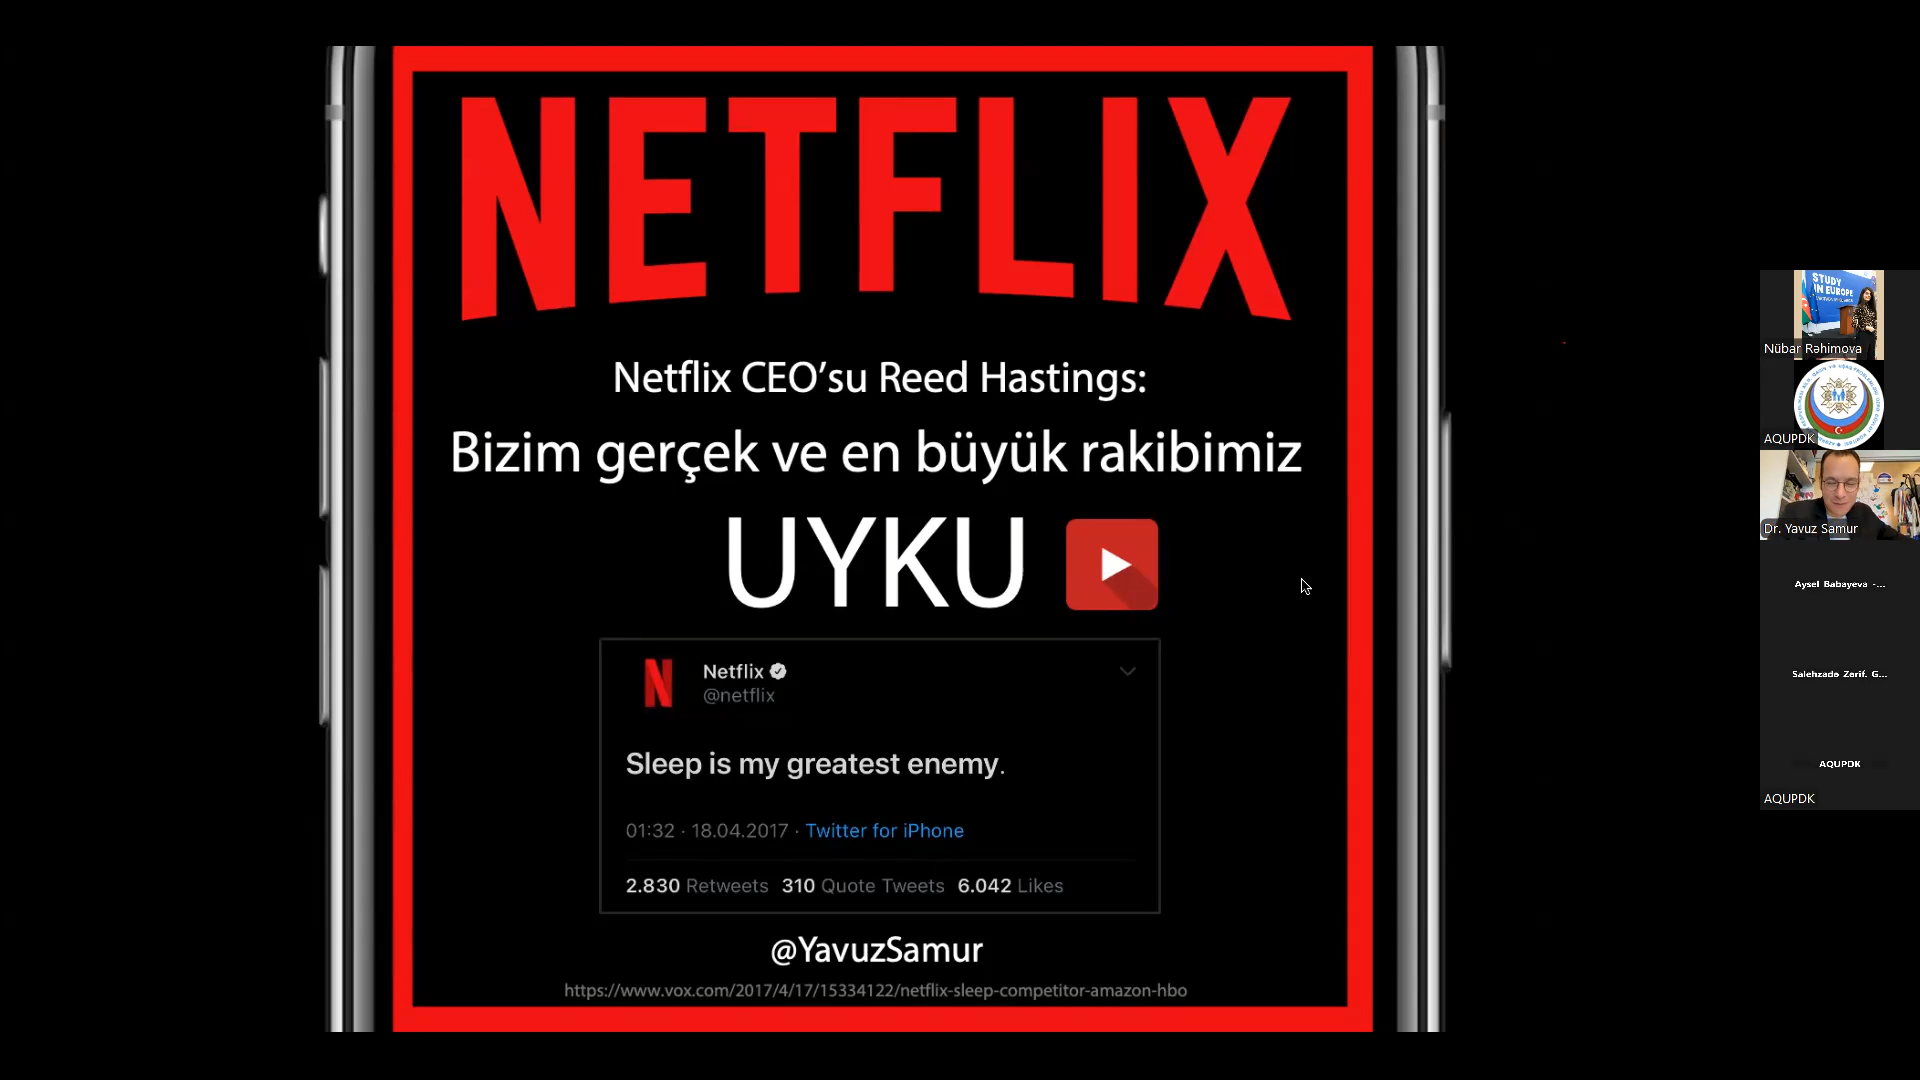 NETFLIX
Netflix CEO’su Reed Hastings:
Bizim gerçek ve en büyük rakibimiz
UYKU
Netflix
@netflix
Sleep is my greatest enemy.
01:32 · 18.04.2017 · Twitter for iPhone
2.830 Retweets 310 Quote Tweets 6.042 Likes
@YavuzSamur
https://www.vox.com/2017/4/17/15334122/netflix-sleep-competitor-amazon-hbo
STUDY
IN EUROPE
Nübar Rəhimova
AQUPDK
Dr. Yavuz Samur
Aysel Babayeva -...
Salehzadə Zərif. G...
AQUPDK
AQUPDK